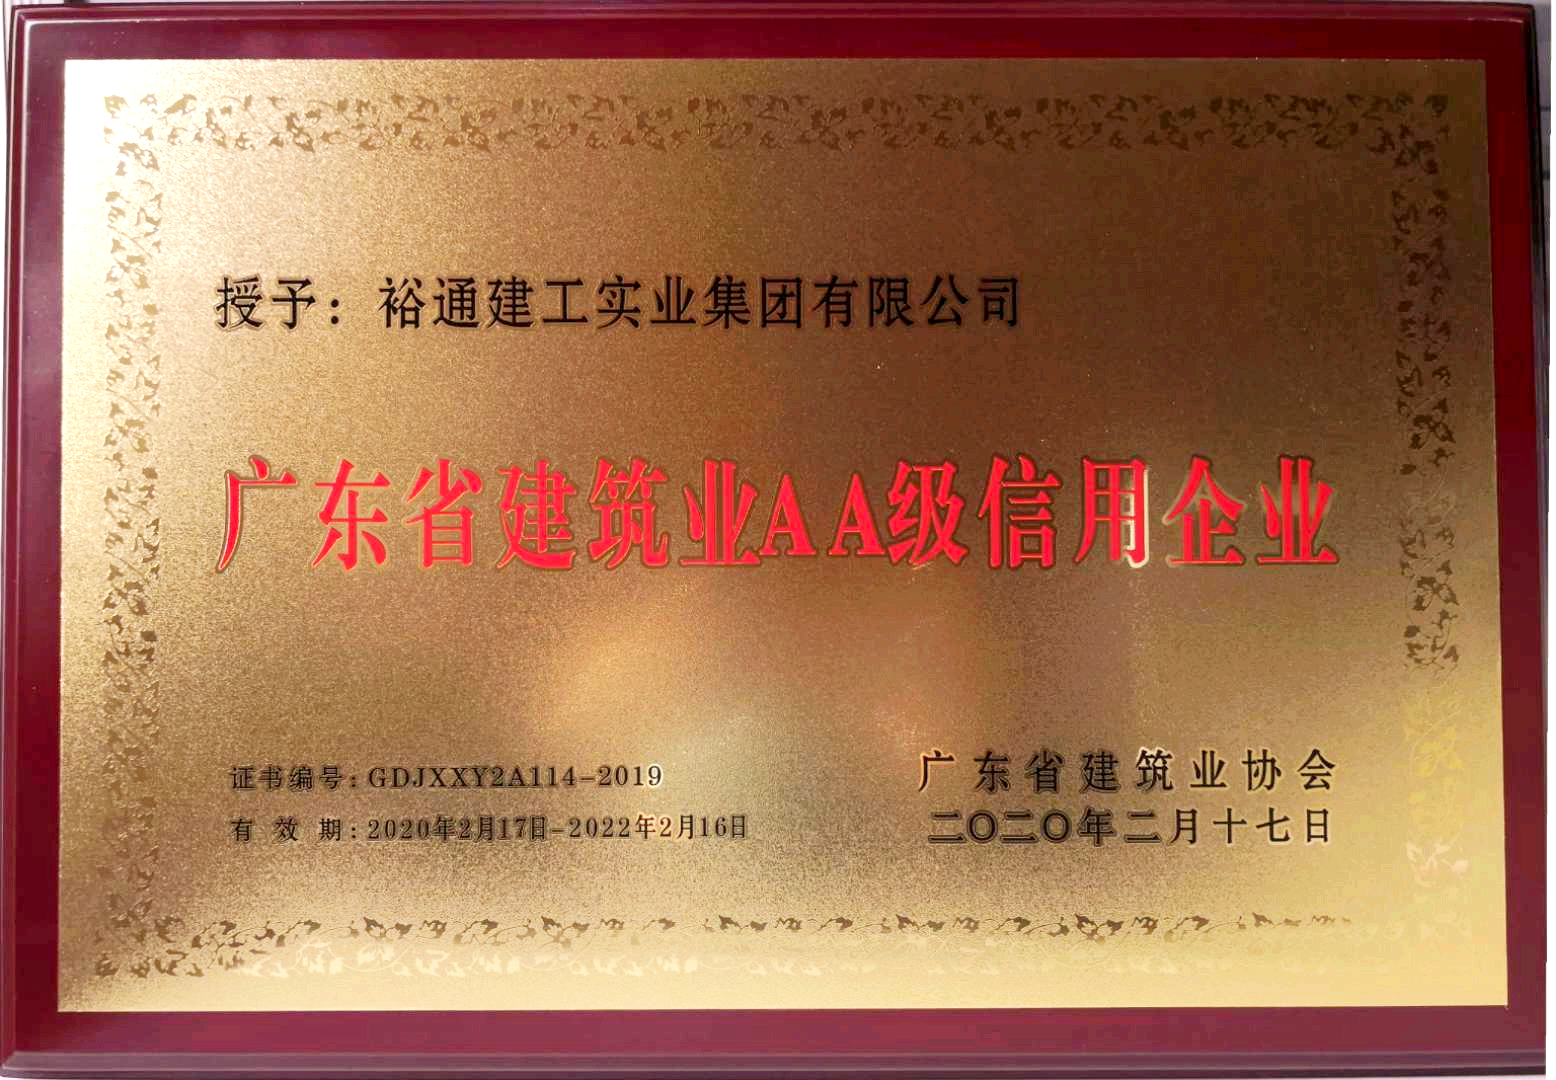 授予：裕通建工实业集团有限公司
广东省建筑业AA级信用企业
证书编号：GDJXXY2A114-2019
有效期：2020年2月17日-2022年2月16日
广东省建筑业协会
二〇二〇年二月十七日